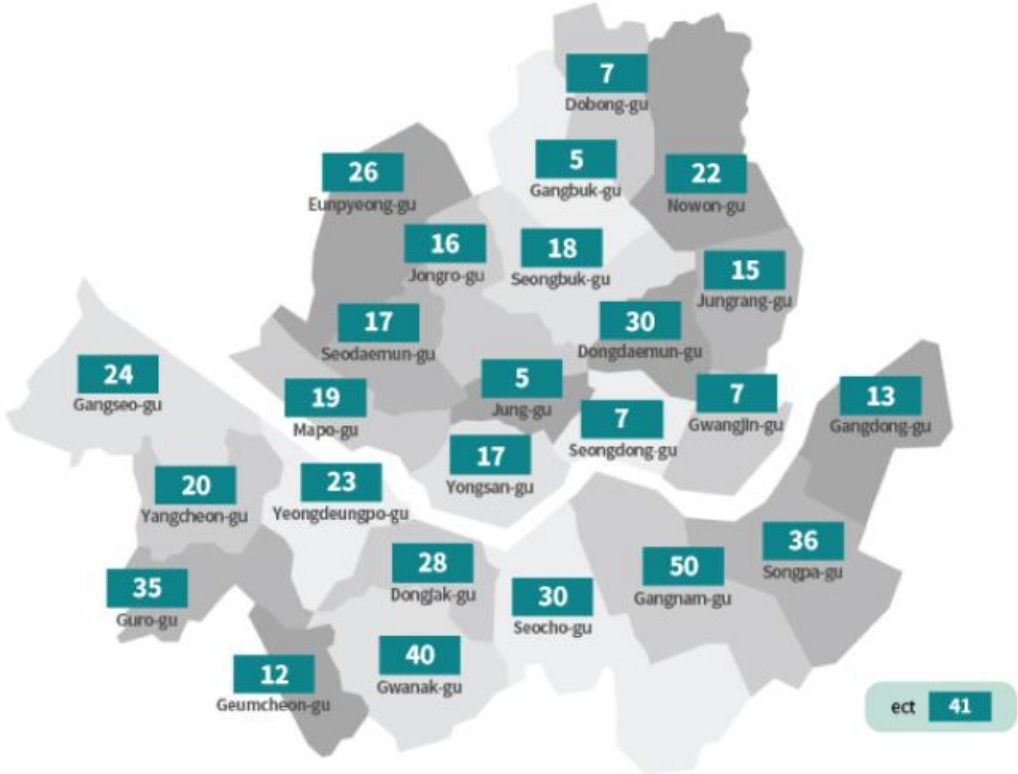 7
Dobong-gu
5
Gangbuk-gu
22
Nowon-gu
26
Eunpyeong-gu
16
Jongro-gu
18
Seongbuk-gu
15
Jungrang-gu
17
Seodaemun-gu
30
Dongdaemun-gu
24
Gangseo-gu
19
Mapo-gu
5
Jung-gu
7
Seongdong-gu
7
Gwangjin-gu
13
Gangdong-gu
20
Yangcheon-gu
23
Yeongdeungpo-gu
17
Yongsan-gu
35
Guro-gu
28
Dongjak-gu
30
Seocho-gu
50
Gangnam-gu
36
Songpa-gu
12
Geumcheon-gu
40
Gwanak-gu
ect 41